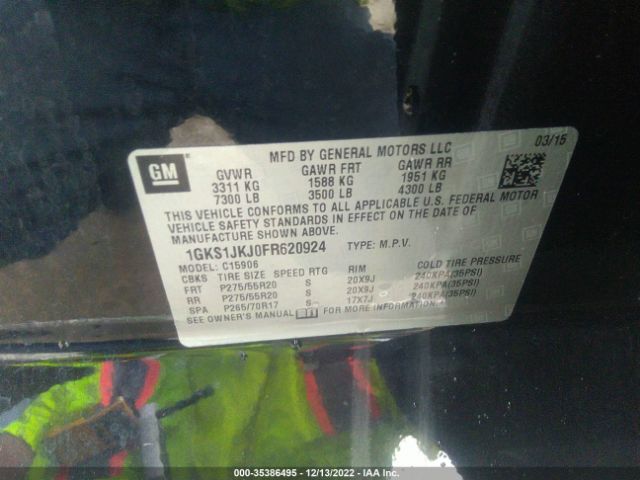 GM
MFD BY GENERAL MOTORS LLC
03/15
GVWR GAWR FRT GAWR RR
3311 KG 1588 KG 1951 KG
7300 LB 3500 LB 4300 LB
THIS VEHICLE CONFORMS TO ALL APPLICABLE U.S. FEDERAL MOTOR
VEHICLE SAFETY STANDARDS IN EFFECT ON THE DATE OF
MANUFACTURE SHOWN ABOVE.
1GKS1JKJ0FR620924 TYPE: M.P.V.
MODEL: C15906
CBKS TIRE SIZE SPEED RTG RIM COLD TIRE PRESSURE
FRT P275/55R20 S 20X9J 240KPA(35PSI)
RR P275/55R20 S 20X9J 240KPA(35PSI)
SPA P265/70R17 S 17X7J 240KPA(35PSI)
SEE OWNER'S MANUAL FOR MORE INFORMATION.
000-35386495 - 12/13/2022 - IAA Inc.